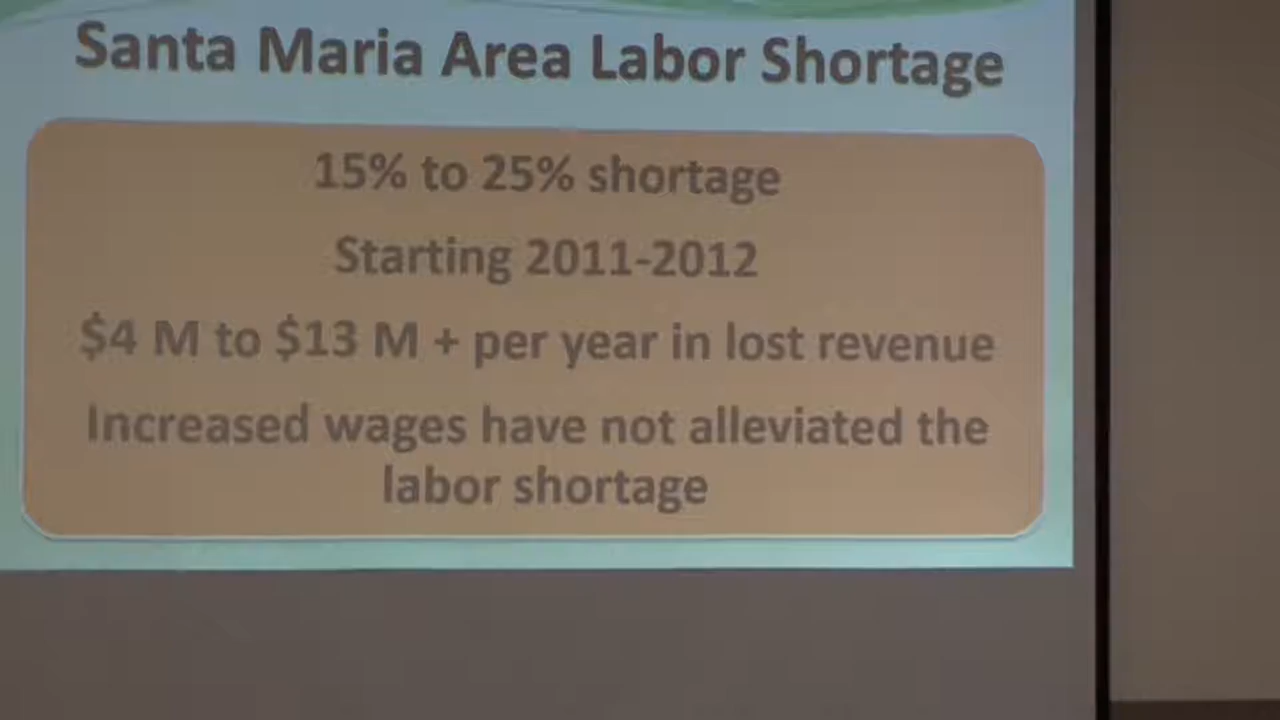 Santa Maria Area Labor Shortage
15% to 25% shortage
Starting 2011-2012
$4 M to $13 M + per year in lost revenue
Increased wages have not alleviated the
labor shortage